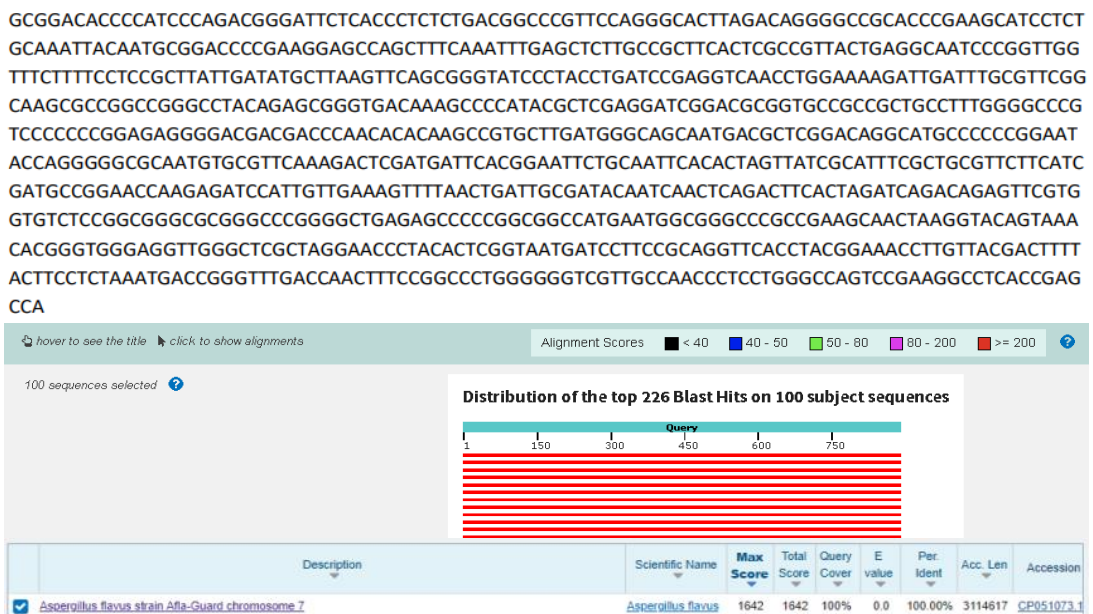 GCGGACACCCCATCCCAGACGGGATTCTCACCCTCTCTGACGGCCCGTTCCAGGGCACTTAGACAGGGGCCGCACCCGAAGCATCCTCT
GCAAATTACAATGCGGACCCCGAAGGAGCCAGCTTTCAAATTTGAGCTCTTGCCGCTTCACTCGCCGTTACTGAGGCAATCCCGGTTGG
TTTCTTTTCCTCCGCTTATTGATATGCTTAAGTTCAGCGGGTATCCCTACCTGATCCGAGGTCAACCTGGAAAAGATTGATTTGCGTTCGG
CAAGCGCCGGCCGGGCCTACAGAGCGGGTGACAAAGCCCCATACGCTCGAGGATCGGACGCGGTGCCGCCGCTGCCTTTGGGGCCCG
TCCCCCCCGGAGAGGGGACGACGACCCAACACACAAGCCGTGCTTGATGGGCAGCAATGACGCTCGGACAGGCATGCCCCCCGGAAT
ACCAGGGGGCGCAATGTGCGTTCAAAGACTCGATGATTCACGGAATTCTGCAATTCACACTAGTTATCGCATTTCGCTGCGTTCTTCATC
GATGCCGGAACCAAGAGATCCATTGTTGAAAGTTTTAACTGATTGCGATACAATCAACTCAGACTTCACTAGATCAGACAGAGTTCGTG
GTGTCTCCGGCGGGCGCGGGCCCGGGGCTGAGAGCCCCCGGCGGCCATGAATGGCGGGCCCGCCGAAGCAACTAAGGTACAGTAAA
CACGGGTGGGAGGTTGGGCTCGCTAGGAACCCTACACTCGGTAATGATCCTTCCGCAGGTTCACCTACGGAAACCTTGTTACGACTTTT
ACTTCCTCTAAATGACCGGGTTTGACCAACTTTCCGGCCCTGGGGGGTCGTTGCCAACCCTCCTGGGCCAGTCCGAAGGCCTCACCGAG
CCA
hover to see the title click to show alignments Alignment Scores < 40 40 - 50 50 - 80 80 - 200 >= 200 ?
100 sequences selected ?
Distribution of the top 226 Blast Hits on 100 subject sequences
Query
1 150 300 450 600 750
Description Scientific Name Max Score Total Score Query Cover E value Per. Ident Acc. Len Accession
Aspergillus flavus strain Afla-Guard chromosome 7 Aspergillus flavus 1642 1642 100% 0.0 100.00% 3114617 CP051073.1